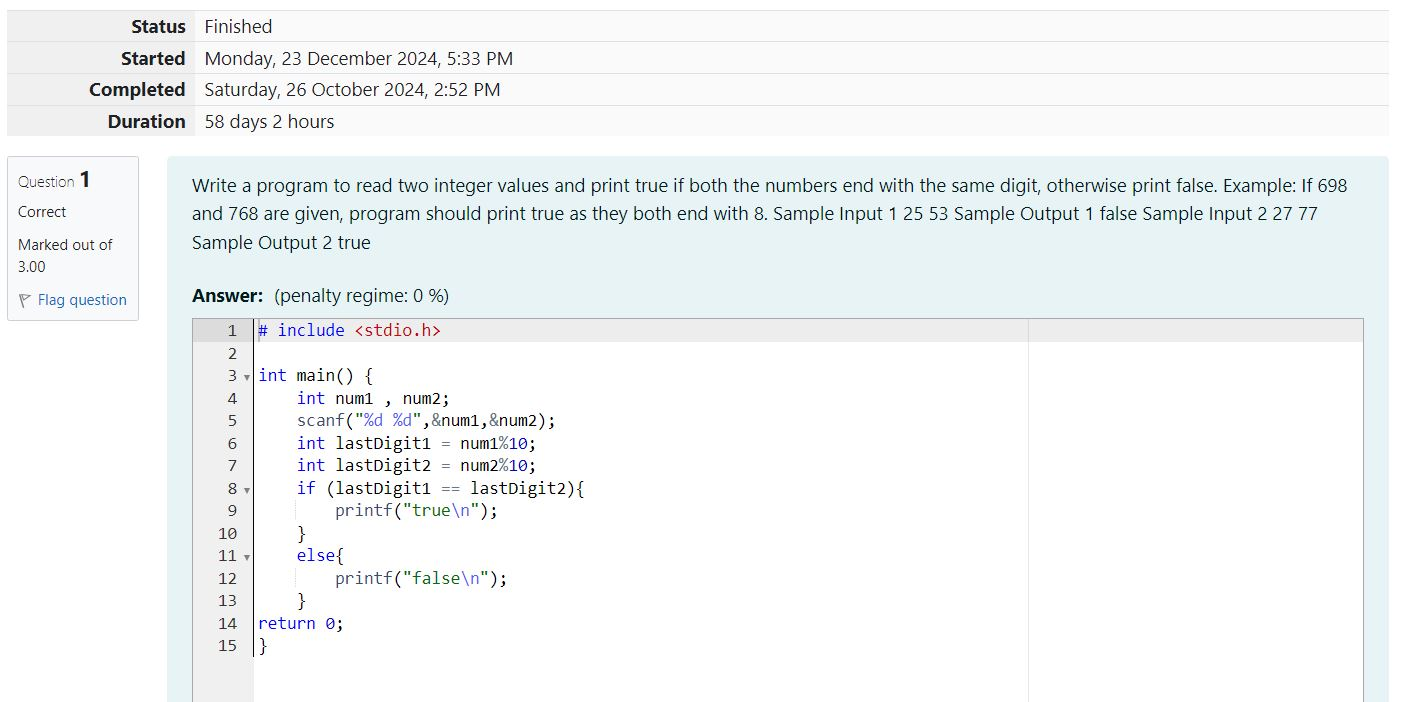 Status Finished
Started Monday, 23 December 2024, 5:33 PM
Completed Saturday, 26 October 2024, 2:52 PM
Duration 58 days 2 hours
Question 1
Correct
Marked out of
3.00
Flag question
Write a program to read two integer values and print true if both the numbers end with the same digit, otherwise print false. Example: If 698
and 768 are given, program should print true as they both end with 8. Sample Input 1 25 53 Sample Output 1 false Sample Input 2 27 77
Sample Output 2 true
Answer: (penalty regime: 0 %)
1 # include <stdio.h>
2
3 int main() {
4     int num1 , num2;
5     scanf("%d %d",&num1,&num2);
6     int lastDigit1 = num1%10;
7     int lastDigit2 = num2%10;
8     if (lastDigit1 == lastDigit2){
9         printf("true\n");
10     }
11     else{
12         printf("false\n");
13     }
14 return 0;
15 }